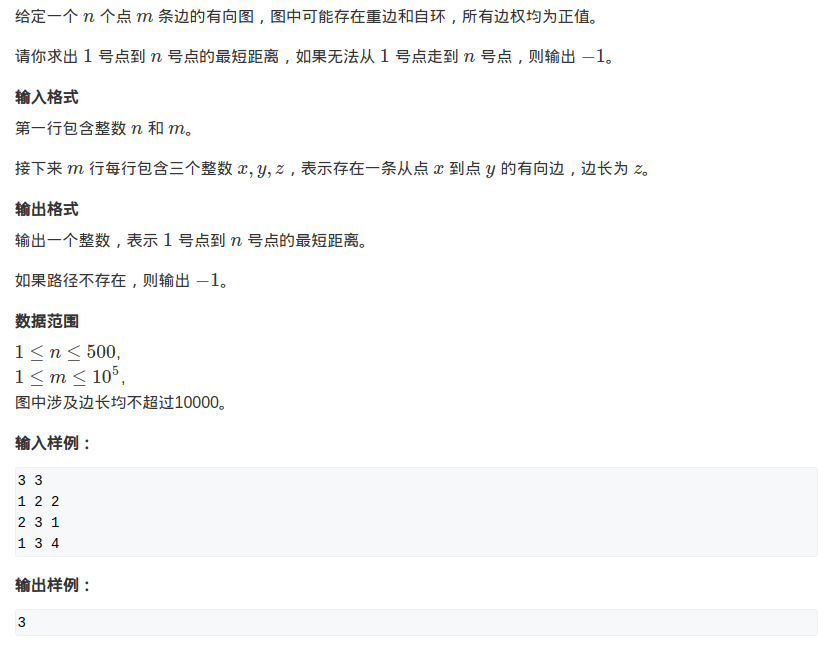 给定一个 n 个点 m 条边的有向图，图中可能存在重边和自环，所有边权均为正值。
请你求出 1 号点到 n 号点的最短距离，如果无法从 1 号点走到 n 号点，则输出 −1。
输入格式
第一行包含整数 n 和 m。
接下来 m 行每行包含三个整数 x, y, z，表示存在一条从点 x 到点 y 的有向边，边长为 z。
输出格式
输出一个整数，表示 1 号点到 n 号点的最短距离。
如果路径不存在，则输出 −1。
数据范围
1 ≤ n ≤ 500,
1 ≤ m ≤ 10⁵,
图中涉及边长均不超过10000。
输入样例：
3 3
1 2 2
2 3 1
1 3 4
输出样例：
3